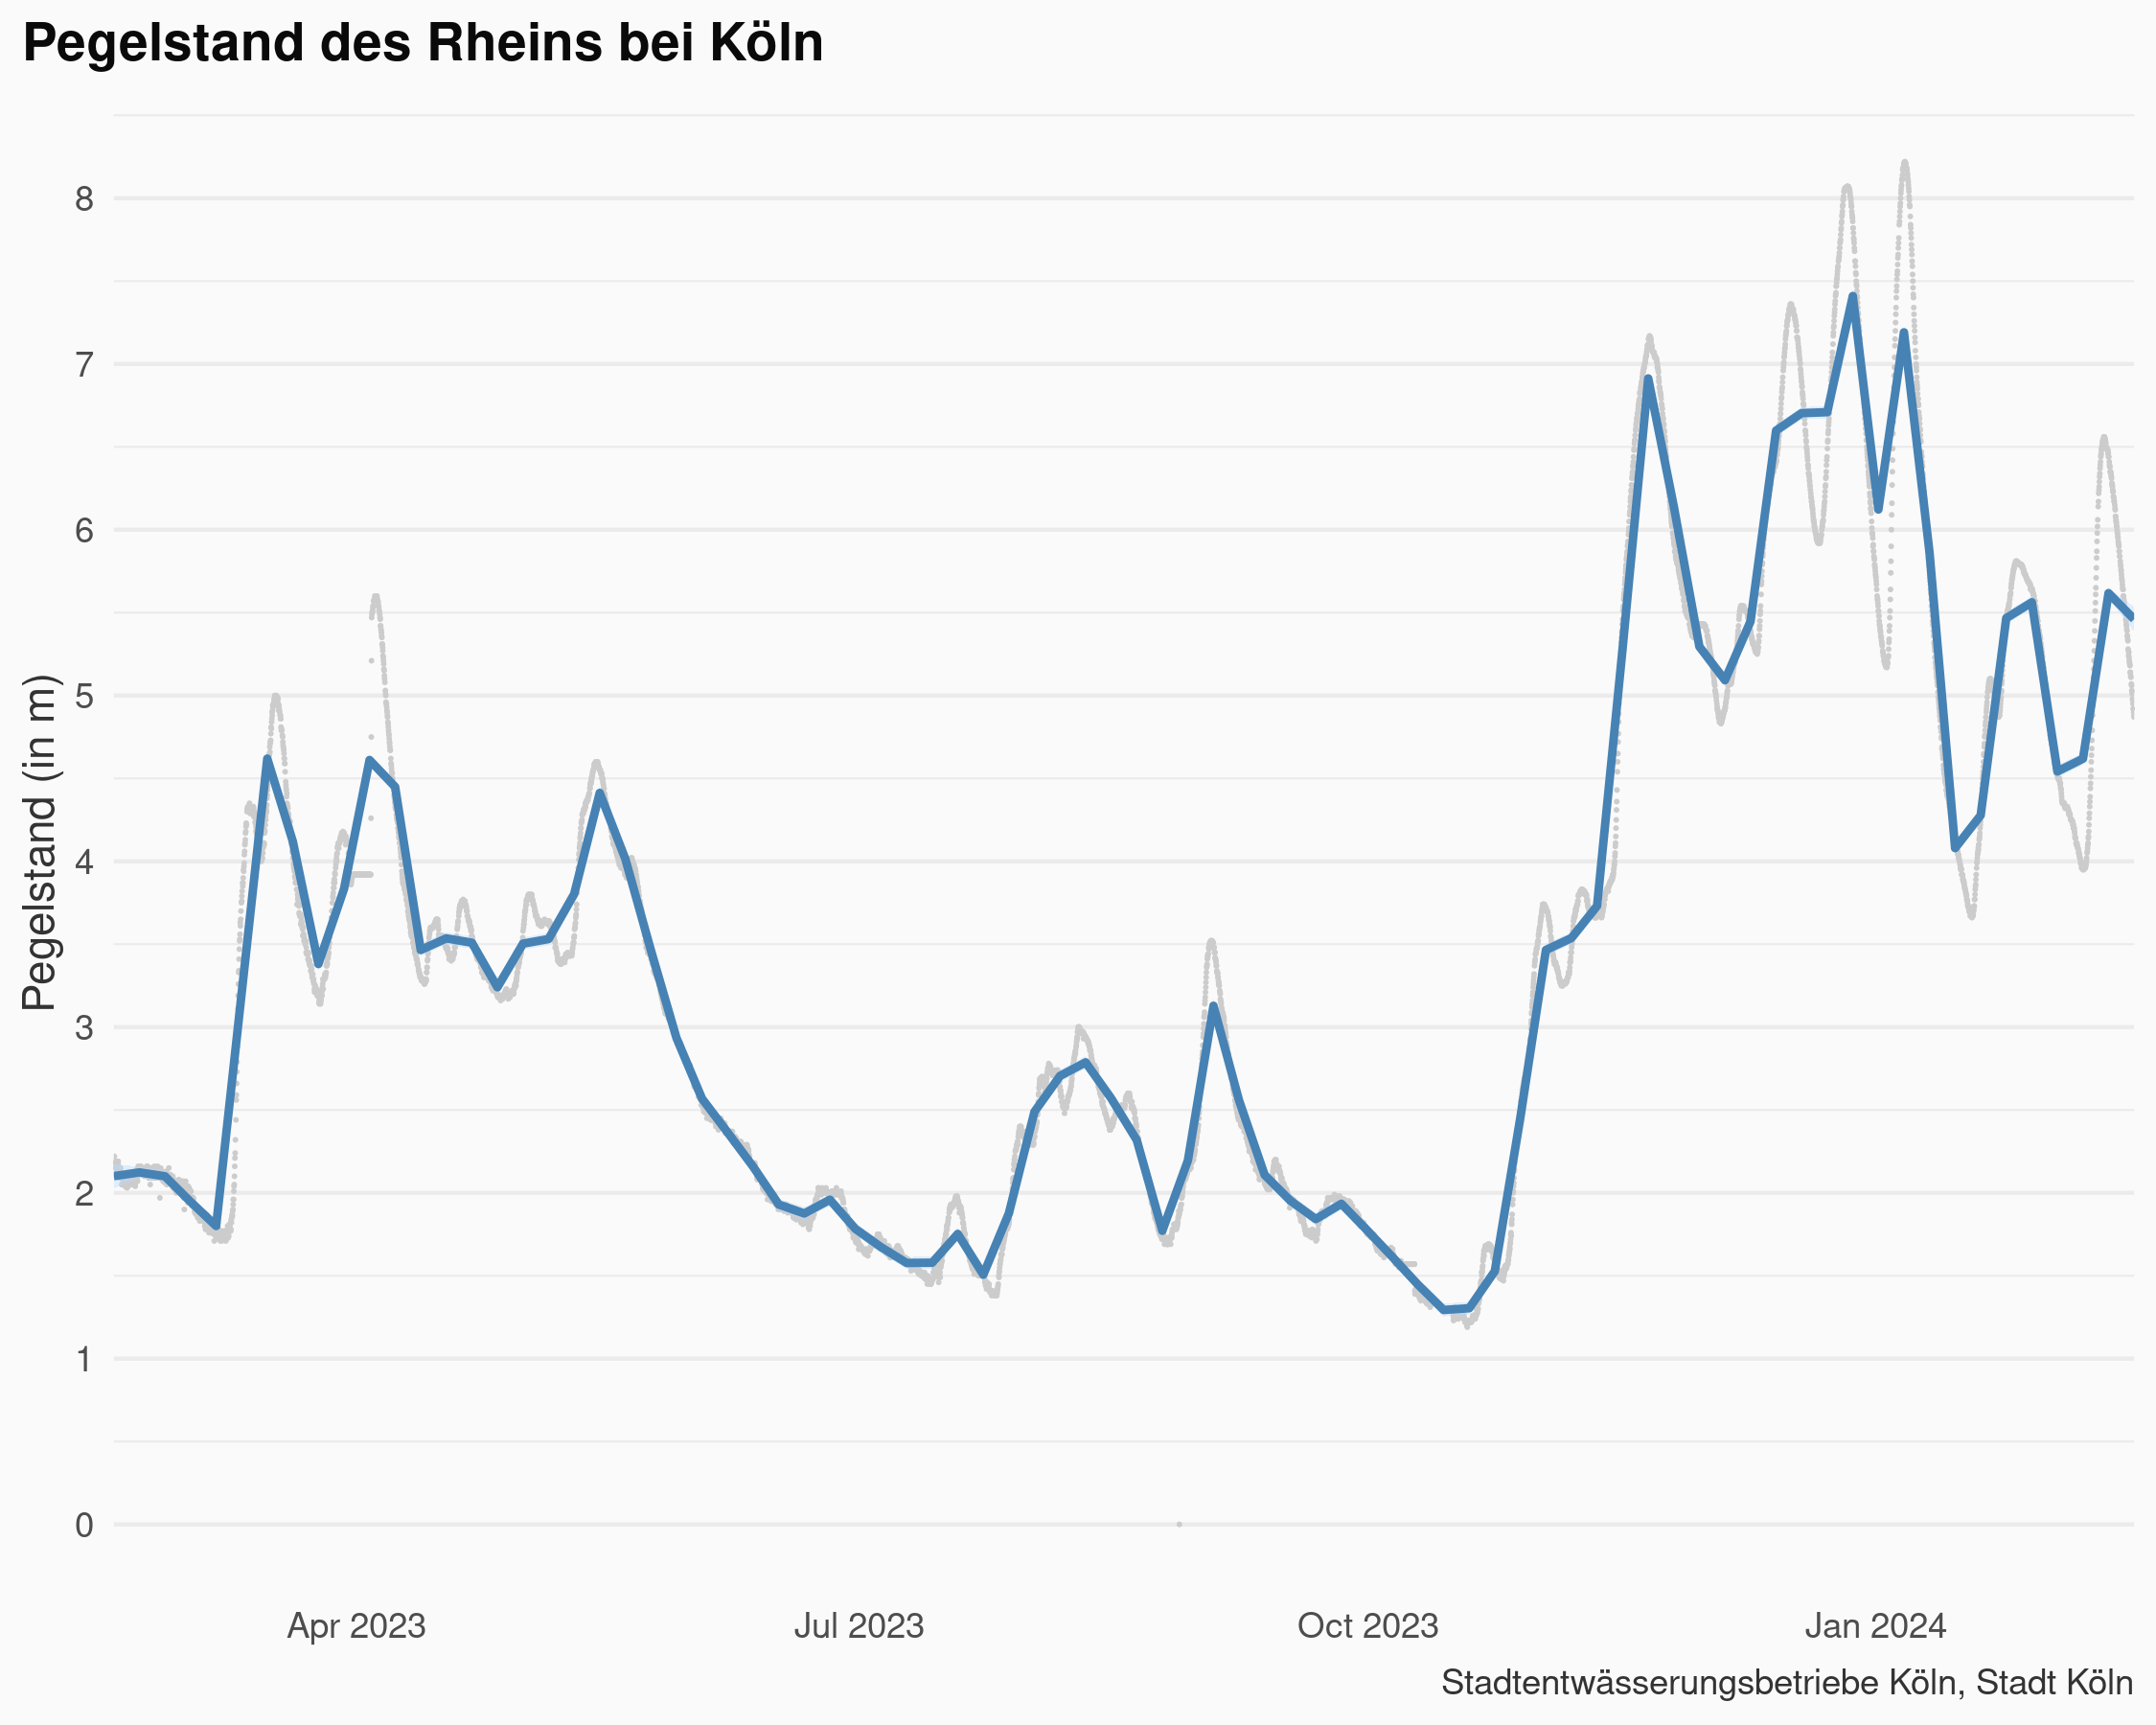 Pegelstand des Rheins bei Köln
Pegelstand (in m)
8
7
6
5
4
3
2
1
0
Apr 2023
Jul 2023
Oct 2023
Jan 2024
Stadtentwässerungsbetriebe Köln, Stadt Köln